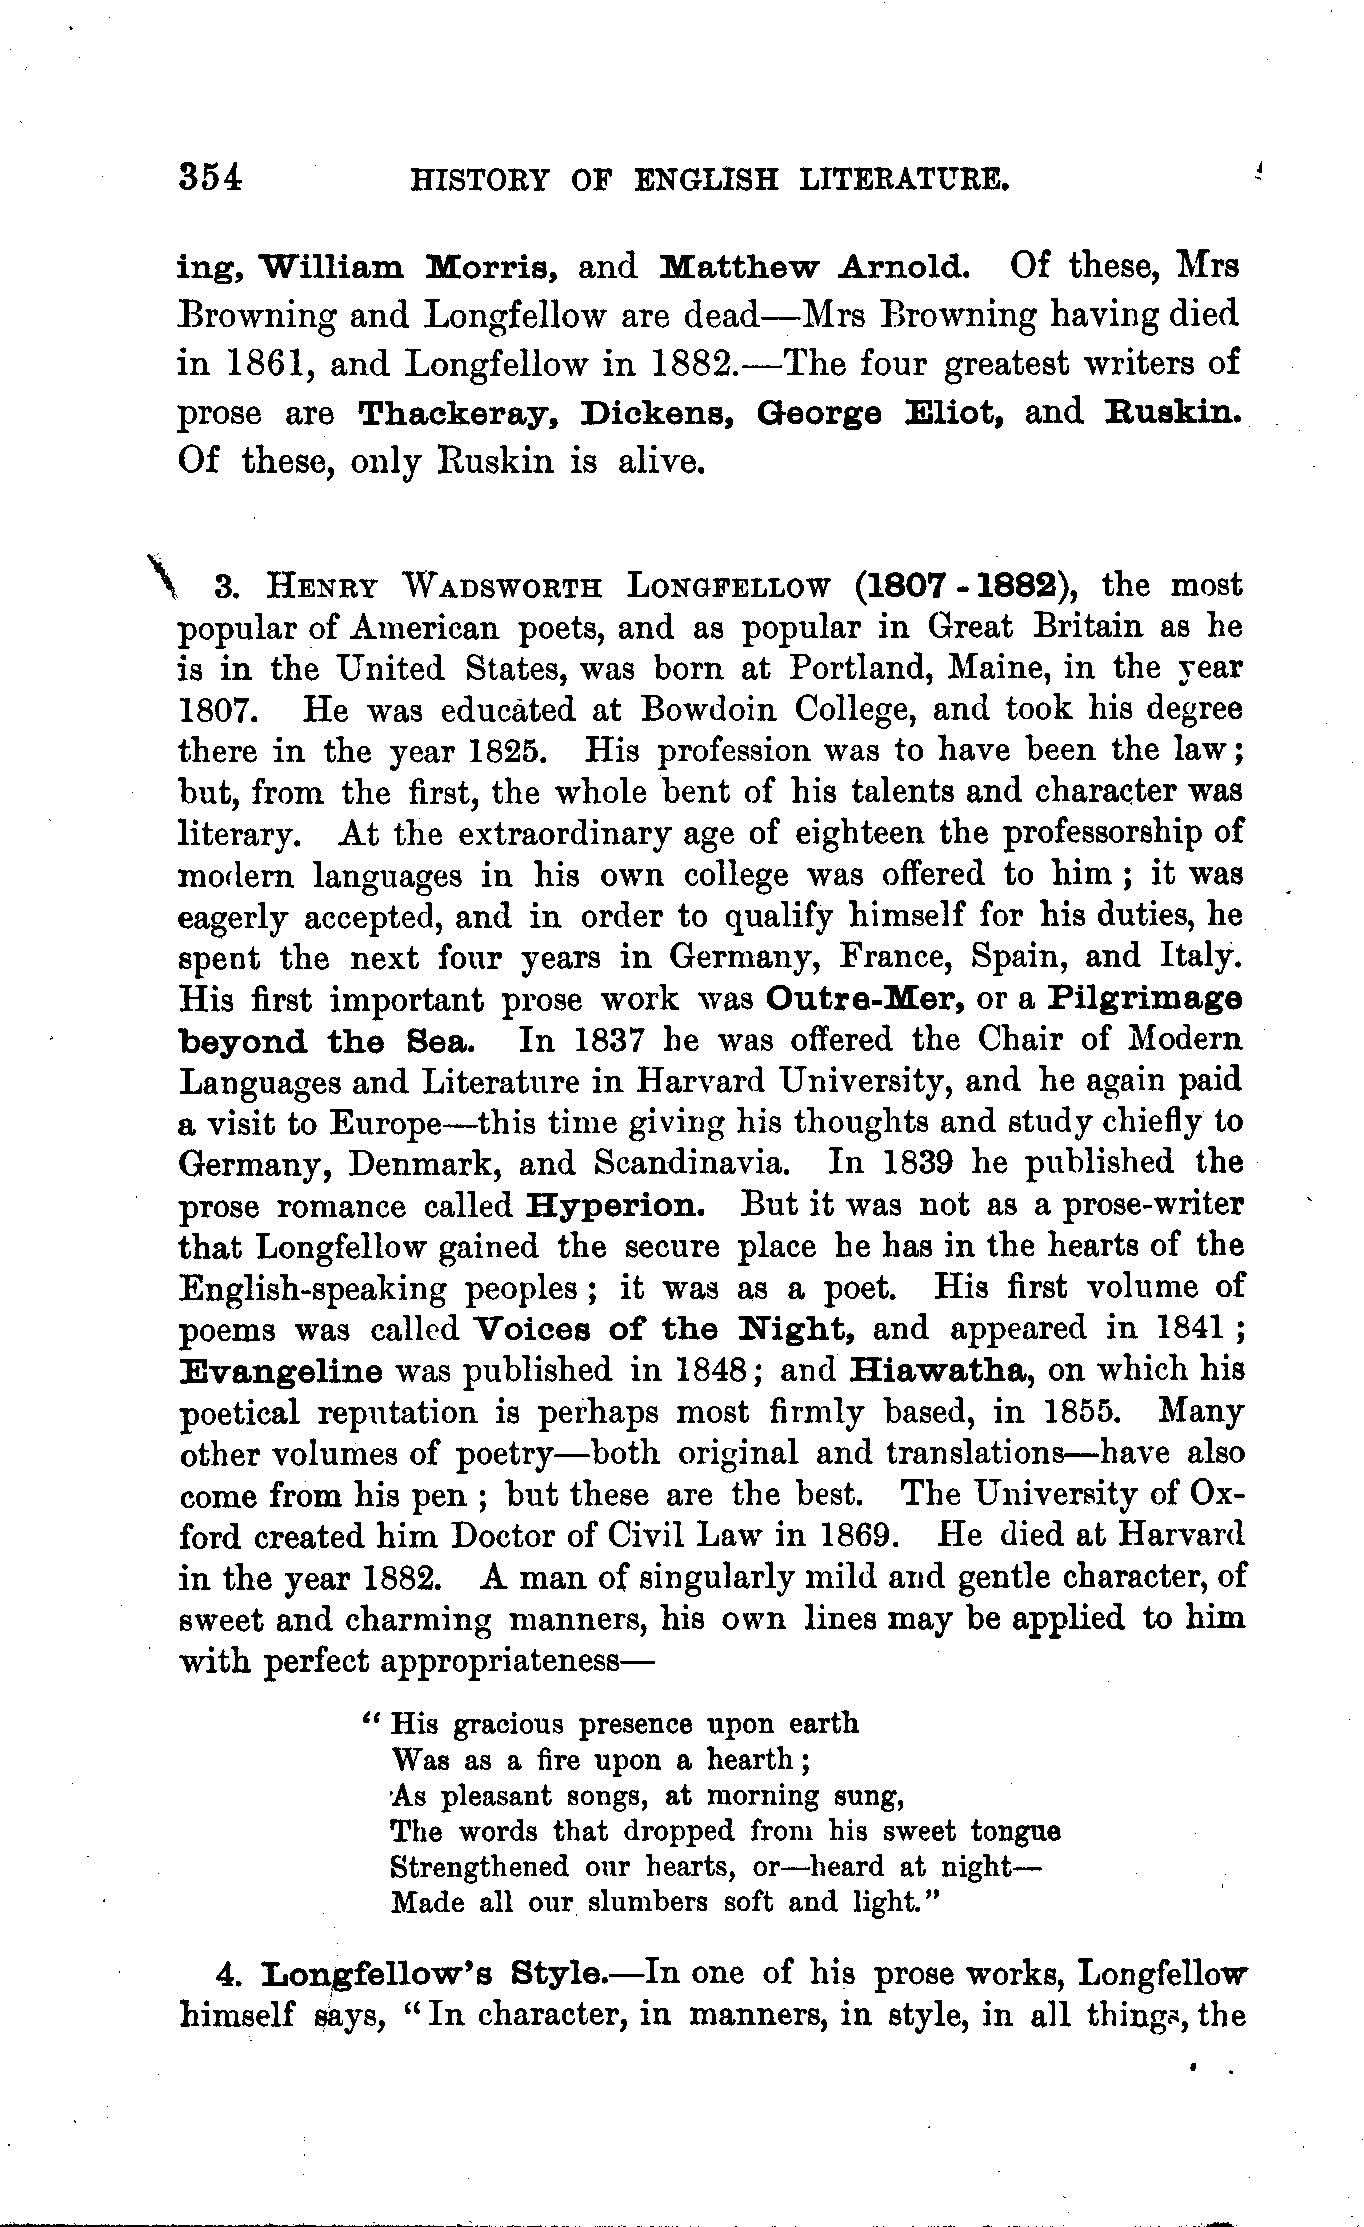 354 HISTORY OF ENGLISH LITERATURE.
ing, William Morris, and Matthew Arnold. Of these, Mrs
Browning and Longfellow are dead—Mrs Browning having died
in 1861, and Longfellow in 1882.—The four greatest writers of
prose are Thackeray, Dickens, George Eliot, and Ruskin.
Of these, only Ruskin is alive.
3. HENRY WADSWORTH LONGFELLOW (1807-1882), the most
popular of American poets, and as popular in Great Britain as he
is in the United States, was born at Portland, Maine, in the year
1807. He was educated at Bowdoin College, and took his degree
there in the year 1825. His profession was to have been the law;
but, from the first, the whole bent of his talents and character was
literary. At the extraordinary age of eighteen the professorship of
modern languages in his own college was offered to him; it was
eagerly accepted, and in order to qualify himself for his duties, he
spent the next four years in Germany, France, Spain, and Italy.
His first important prose work was Outre-Mer, or a Pilgrimage
beyond the Sea. In 1837 he was offered the Chair of Modern
Languages and Literature in Harvard University, and he again paid
a visit to Europe—this time giving his thoughts and study chiefly to
Germany, Denmark, and Scandinavia. In 1839 he published the
prose romance called Hyperion. But it was not as a prose-writer
that Longfellow gained the secure place he has in the hearts of the
English-speaking peoples; it was as a poet. His first volume of
poems was called Voices of the Night, and appeared in 1841;
Evangeline was published in 1848; and Hiawatha, on which his
poetical reputation is perhaps most firmly based, in 1855. Many
other volumes of poetry—both original and translations—have also
come from his pen; but these are the best. The University of Ox-
ford created him Doctor of Civil Law in 1869. He died at Harvard
in the year 1882. A man of singularly mild and gentle character, of
sweet and charming manners, his own lines may be applied to him
with perfect appropriateness—
"His gracious presence upon earth
Was as a fire upon a hearth;
As pleasant songs, at morning sung,
The words that dropped from his sweet tongue
Strengthened our hearts, or—heard at night—
Made all our slumbers soft and light."
4. Longfellow's Style.—In one of his prose works, Longfellow
himself says, "In character, in manners, in style, in all things, the